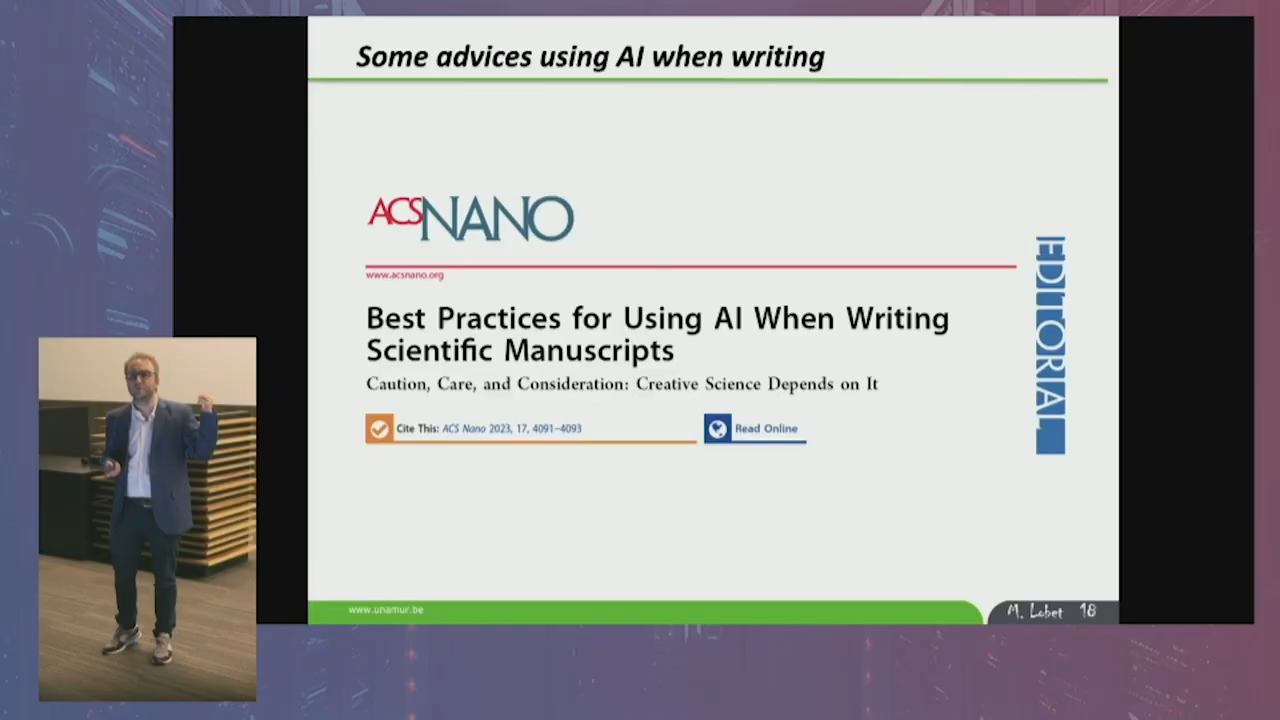 Some advices using AI when writing
ACSNANO
www.acsnano.org
EDITORIAL
Best Practices for Using AI When Writing
Scientific Manuscripts
Caution, Care, and Consideration: Creative Science Depends on It
Cite This: ACS Nano 2023, 17, 4091–4093
Read Online
www.unamur.be
M. Lobet 18